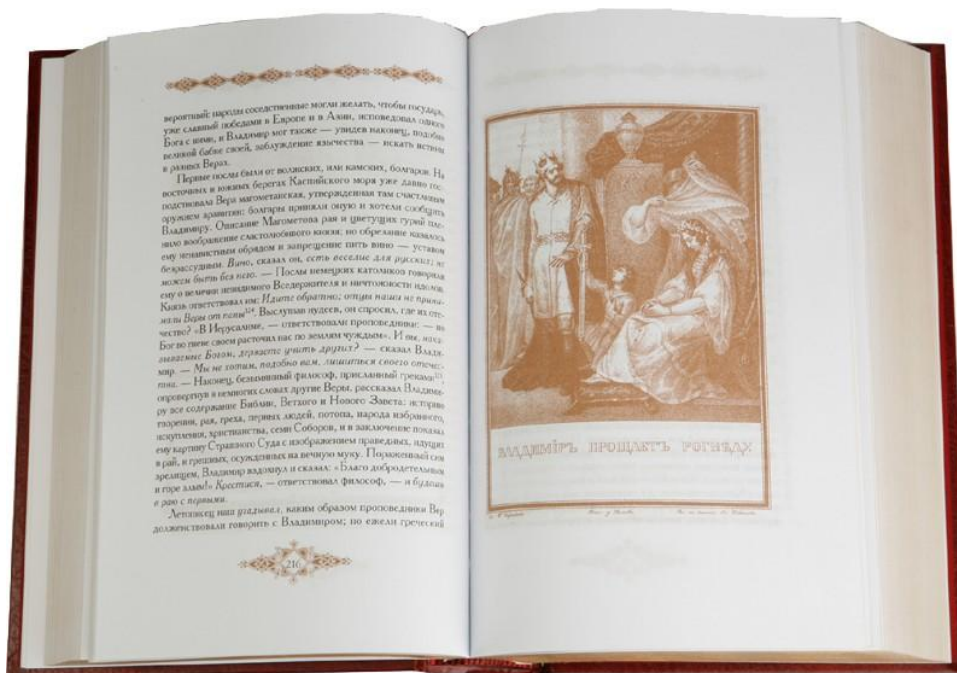 вероятный: народы соседственные могли желать, чтобы государь,
уже славный победами в Европе и в Азии, исповедовал одного
Бога с ними, и Владимир мог также — увидев наконец, подобно
великой бабке своей, заблуждение язычества — искать истины
в разных Верах.
Первые послы были от волжских, или камских, болгаров. На
восточных и южных берегах Каспийского моря уже давно гос-
подствовала Вера магометанская, утвержденная там счастливым
оружием аравитян: болгары приняли оную и хотели сообщить
Владимиру. Описание Магометова рая и цветущих гурий пле-
нило воображение сластолюбивого князя; но обрезание казалось
ему ненавистным обрядом и запрещение пить вино — уставом
безрассудным. Вино, сказал он, есть веселие для русских; не
можем быть без него. — Послы немецких католиков говорили
ему о величии невидимого Вседержителя и ничтожности идолов.
Князь ответствовал им: Идите обратно; отцы наши не прини-
мали Веры от папы. Выслушав иудеев, он спросил, где их оте-
чество? «В Иерусалиме, — ответствовали проповедники: — но
Бог во гневе своем расточил нас по землям чуждым». И вы, нака-
зываемые Богом, дерзаете учить других? — сказал Влади-
мир. — Мы не хотим, подобно вам, лишиться своего отече-
ства. — Наконец, безымянный философ, присланный греками,
опровергнув в немногих словах другие Веры, рассказал Владими-
ру все содержание Библии, Ветхого и Нового Завета: историю
творения, рая, греха, первых людей, потопа, народа избранного,
искупления, христианства, семи Соборов, и в заключение показал
ему картину Страшного Суда с изображением праведных, идущих
в рай, и грешных, осужденных на вечную муку. Пораженный сим
зрелищем, Владимир вздохнул и сказал: «Благо добродетельным
и горе злым!» Крестися, — ответствовал философ, — и будешь
в раю с первыми.
Летописец наш угадывал, каким образом проповедники Вер
долженствовали говорить с Владимиром; но ежели греческий
216
ВЛАДИМІРЪ ПРОЩАЕТЪ РОГНѢДУ